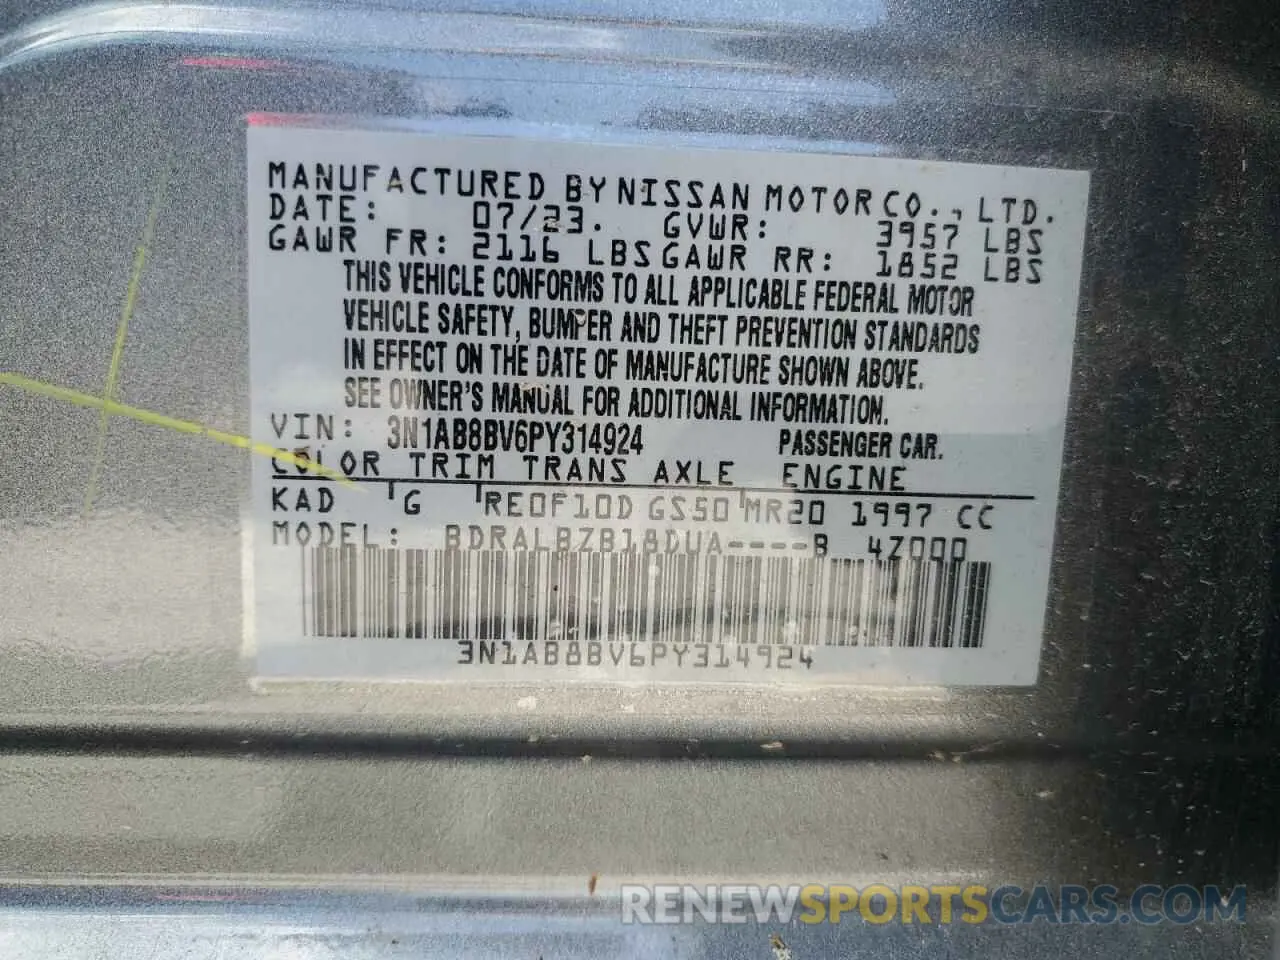 MANUFACTURED BY NISSAN MOTOR CO., LTD.
DATE: 07/23. GVWR: 3957 LBS
GAWR FR: 2116 LBS GAWR RR: 1852 LBS
THIS VEHICLE CONFORMS TO ALL APPLICABLE FEDERAL MOTOR
VEHICLE SAFETY, BUMPER AND THEFT PREVENTION STANDARDS
IN EFFECT ON THE DATE OF MANUFACTURE SHOWN ABOVE.
SEE OWNER'S MANUAL FOR ADDITIONAL INFORMATION.
VIN: 3N1AB8BV6PY314924 PASSENGER CAR.
COLOR TRIM TRANS AXLE ENGINE
KAD G RE0F10D GS50 MR20 1997 CC
MODEL: BDRALBZB18DUA----B 4Z000
3N1AB8BV6PY314924
RENEWSPORTSCARS.COM